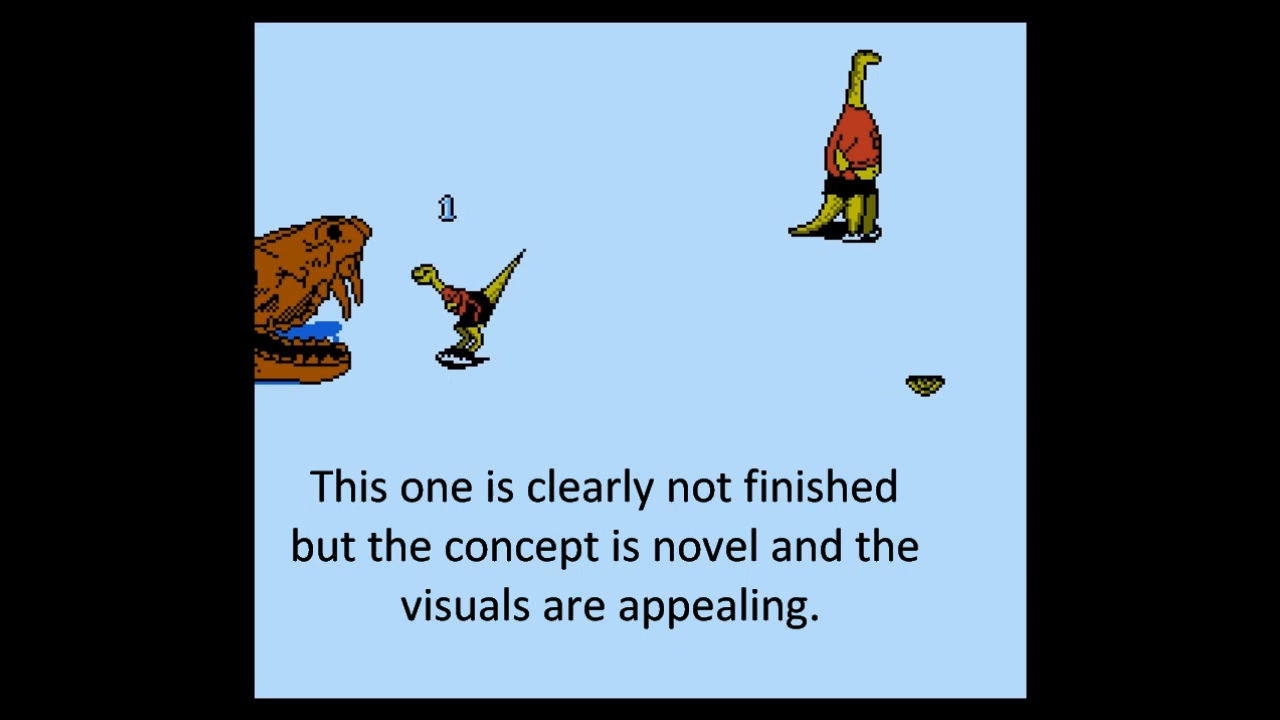 1
This one is clearly not finished
but the concept is novel and the
visuals are appealing.